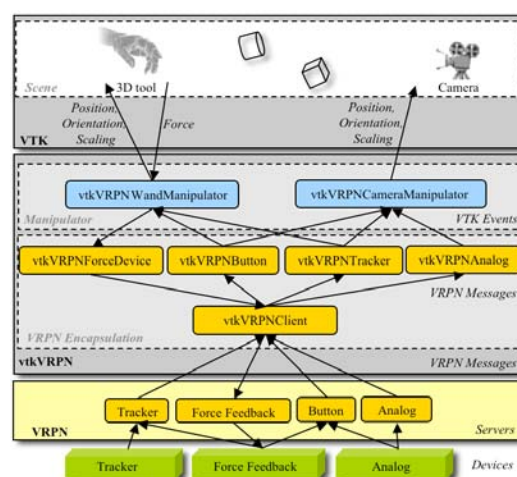 Scene
3D tool
Camera
Position,
Orientation,
Scaling
Force
Position,
Orientation,
Scaling
VTK
vtkVRPNWandManipulator
vtkVRPNCameraManipulator
Manipulator
VTK Events
vtkVRPNForceDevice
vtkVRPNButton
vtkVRPNTracker
vtkVRPNAnalog
VRPN Messages
vtkVRPNClient
VRPN Encapsulation
vtkVRPN
VRPN Messages
Tracker
Force Feedback
Button
Analog
VRPN
Servers
Tracker
Force Feedback
Analog
Devices